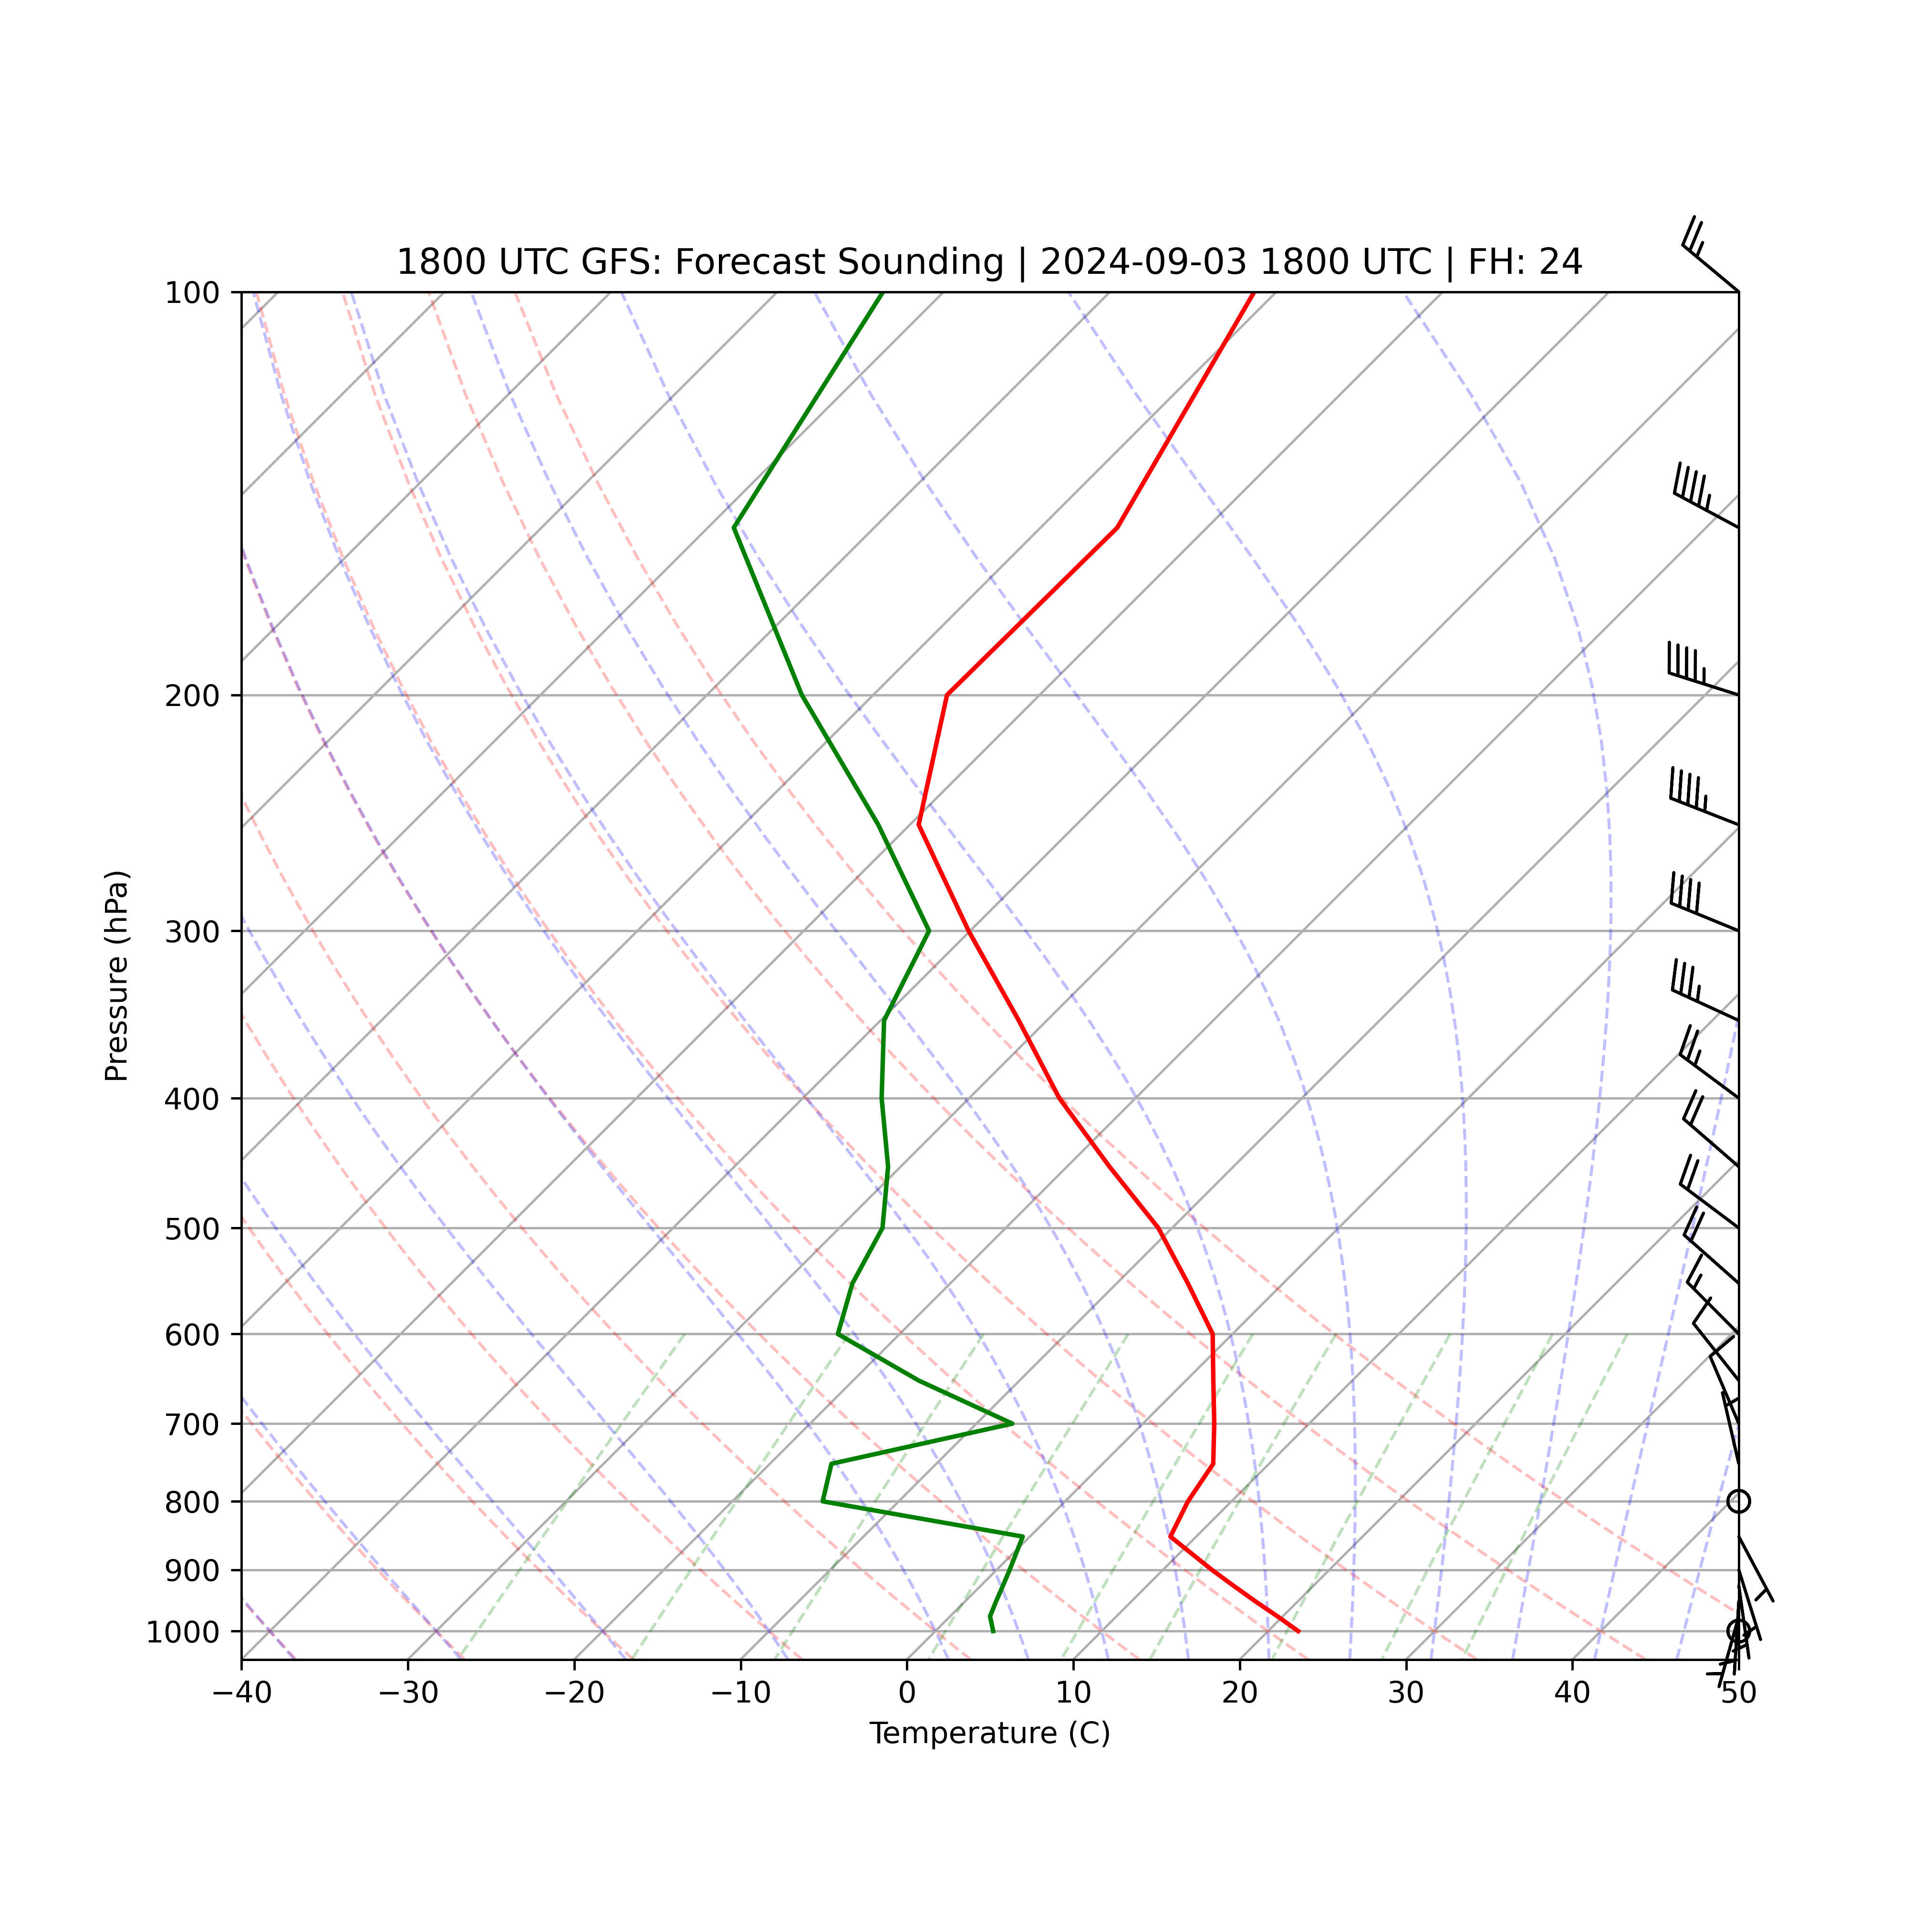 1800 UTC GFS: Forecast Sounding | 2024-09-03 1800 UTC | FH: 24
100
200
300
400
500
600
700
800
900
1000
Pressure (hPa)
−40 −30 −20 −10 0 10 20 30 40 50
Temperature (C)